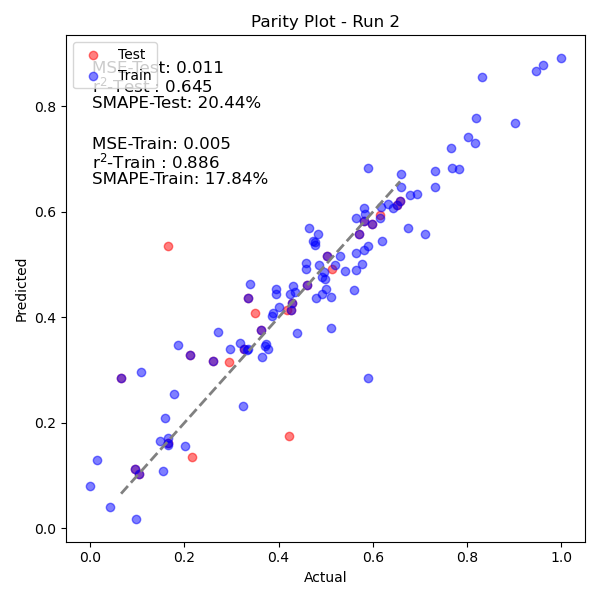 Parity Plot - Run 2
Test
Train
MSE-Test: 0.011
r²-Test : 0.645
SMAPE-Test: 20.44%
MSE-Train: 0.005
r²-Train : 0.886
SMAPE-Train: 17.84%
0.8
0.6
0.4
0.2
0.0
Predicted
0.0 0.2 0.4 0.6 0.8 1.0
Actual